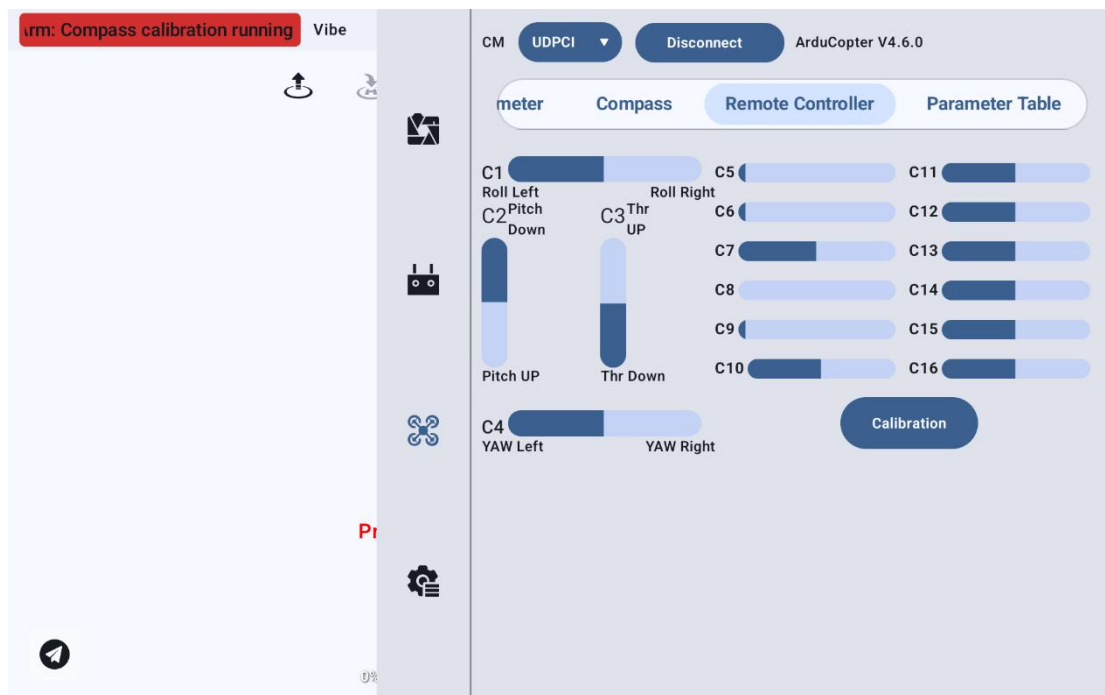 rm: Compass calibration running
Vibe
CM
UDPCI
Disconnect
ArduCopter V4.6.0
meter
Compass
Remote Controller
Parameter Table
C1
Roll Left
Roll Right
C2
Pitch
Down
C3
Thr
UP
Pitch UP
Thr Down
C4
YAW Left
YAW Right
C5
C6
C7
C8
C9
C10
C11
C12
C13
C14
C15
C16
Calibration
Pr
0%